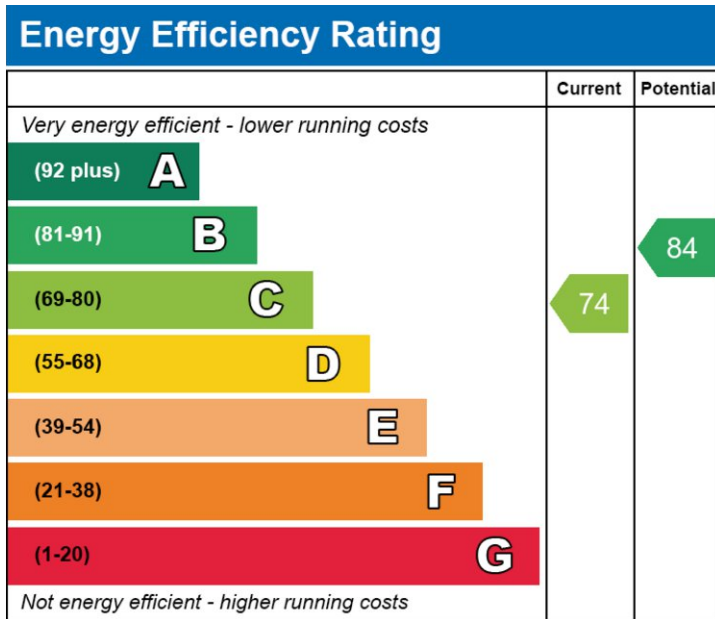 Energy Efficiency Rating
Current Potential
Very energy efficient - lower running costs
(92 plus) A
(81-91) B
84
(69-80) C
74
(55-68) D
(39-54) E
(21-38) F
(1-20) G
Not energy efficient - higher running costs